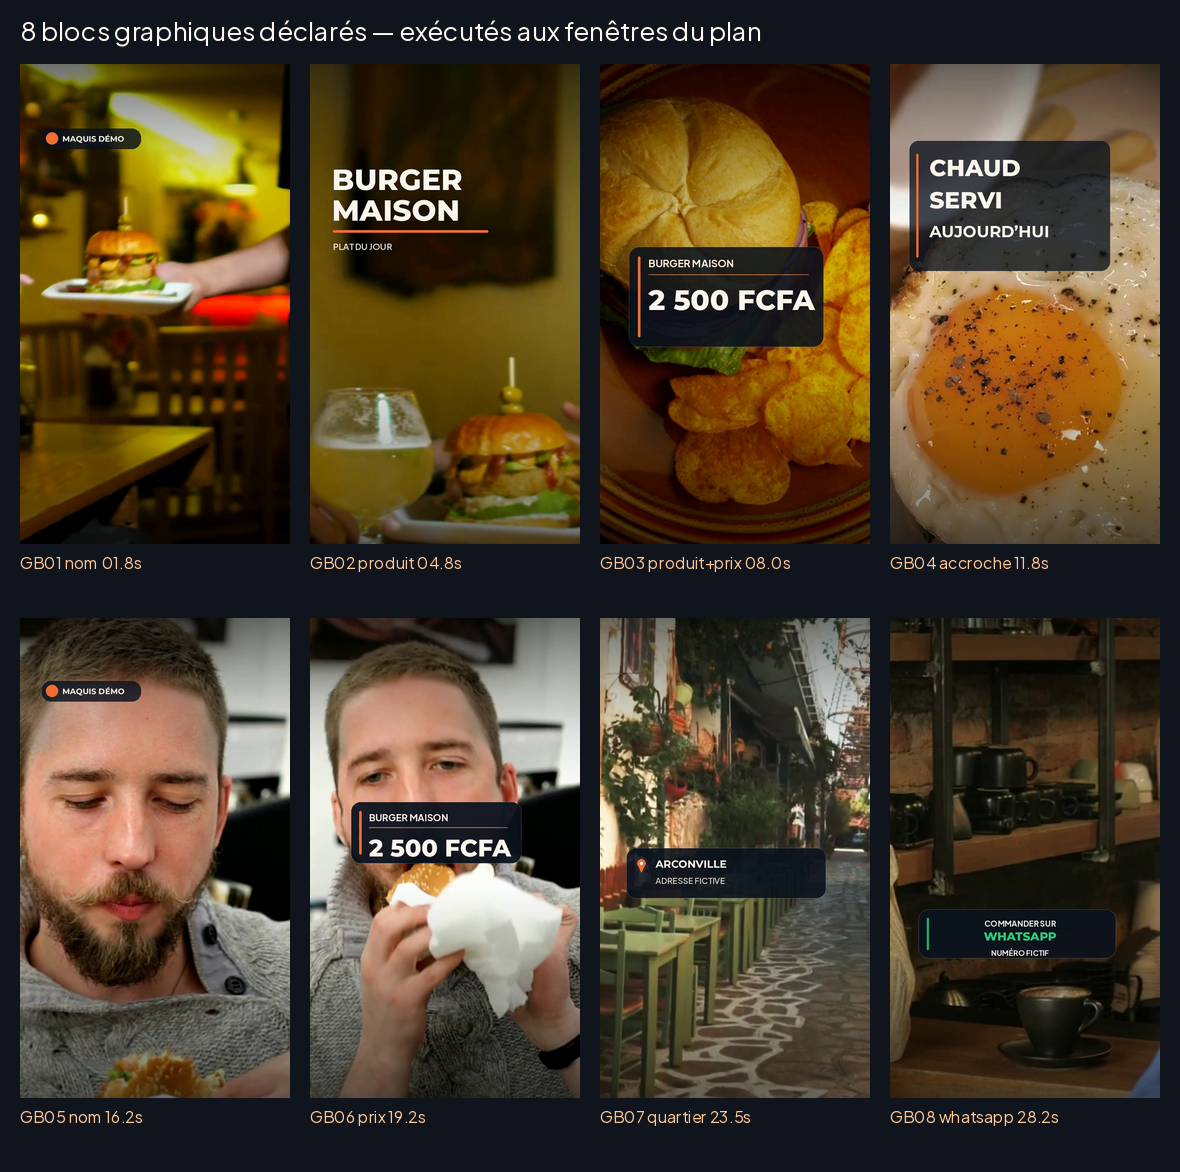 8 blocs graphiques déclarés — exécutés aux fenêtres du plan
MAQUIS DÉMO
BURGER
MAISON
PLAT DU JOUR
BURGER MAISON
2 500 FCFA
CHAUD
SERVI
AUJOURD'HUI
GB01 nom 01.8s
GB02 produit 04.8s
GB03 produit+prix 08.0s
GB04 accroche 11.8s
MAQUIS DÉMO
BURGER MAISON
2 500 FCFA
ARCONVILLE
ADRESSE FICTIVE
COMMANDER SUR
WHATSAPP
NUMÉRO FICTIF
GB05 nom 16.2s
GB06 prix 19.2s
GB07 quartier 23.5s
GB08 whatsapp 28.2s